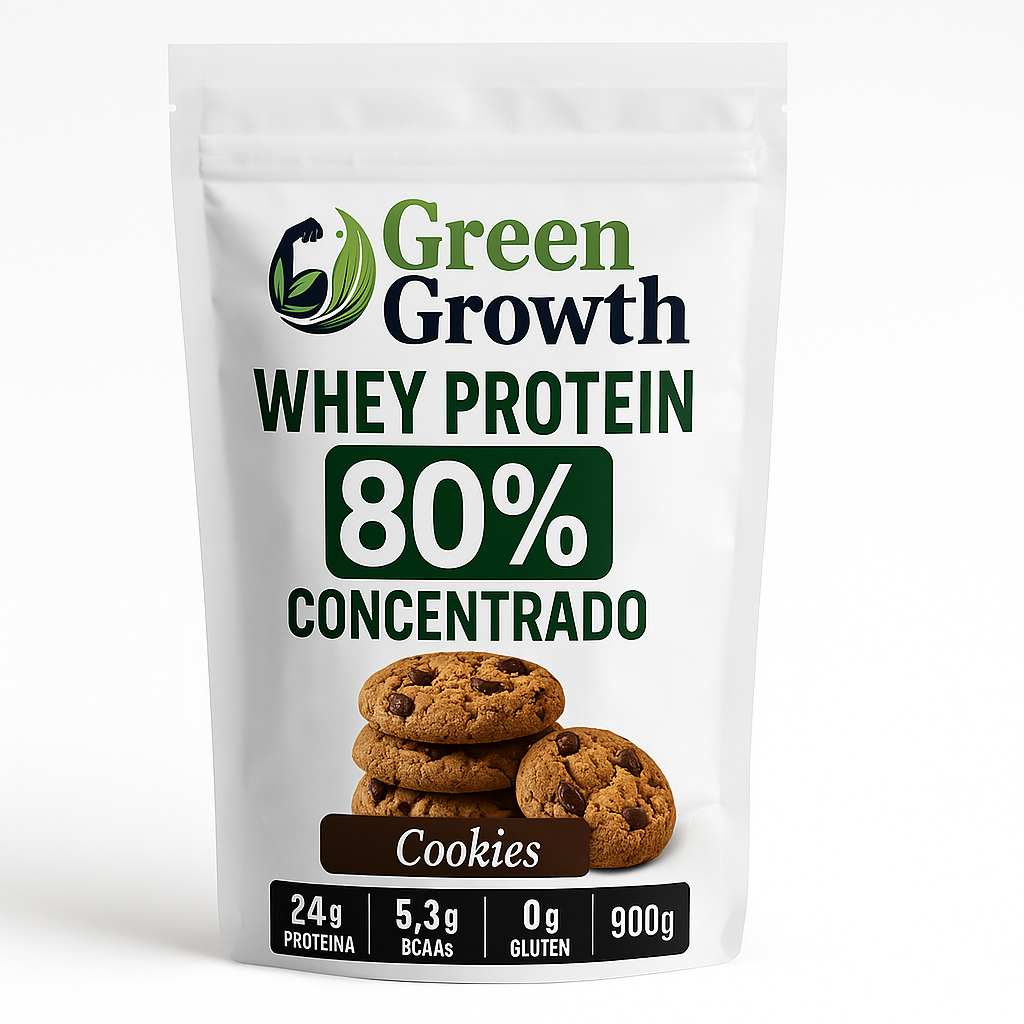 Green
Growth
WHEY PROTEIN
80%
CONCENTRADO
Cookies
24g
PROTEINA
5,3g
BCAAs
0g
GLUTEN
900g